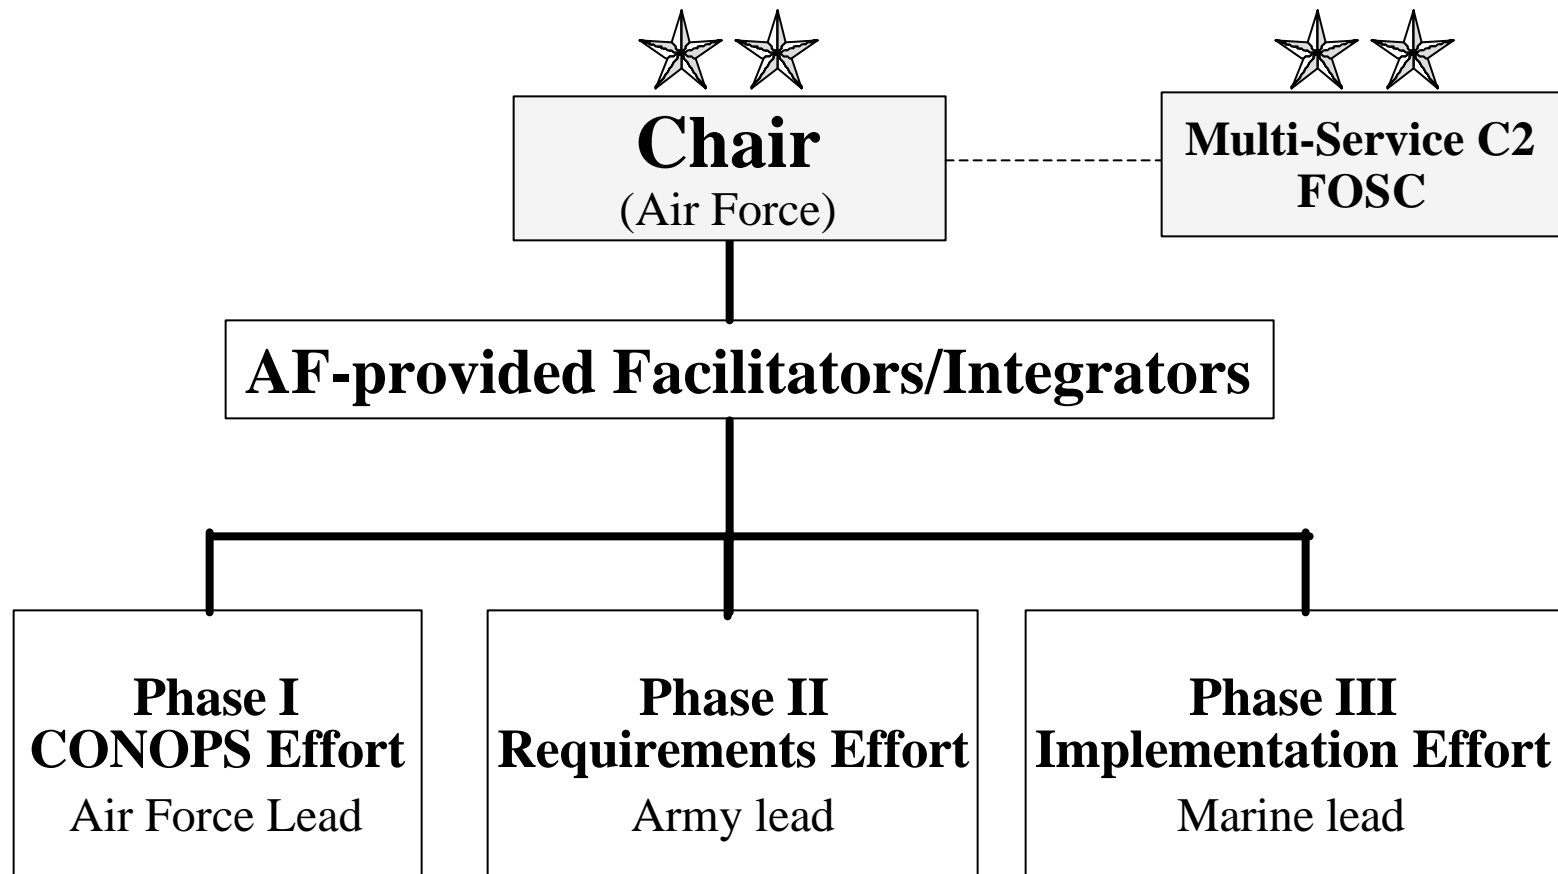 Chair
(Air Force)
Multi-Service C2
FOSC
AF-provided Facilitators/Integrators
Phase I
CONOPS Effort
Air Force Lead
Phase II
Requirements Effort
Army lead
Phase III
Implementation Effort
Marine lead